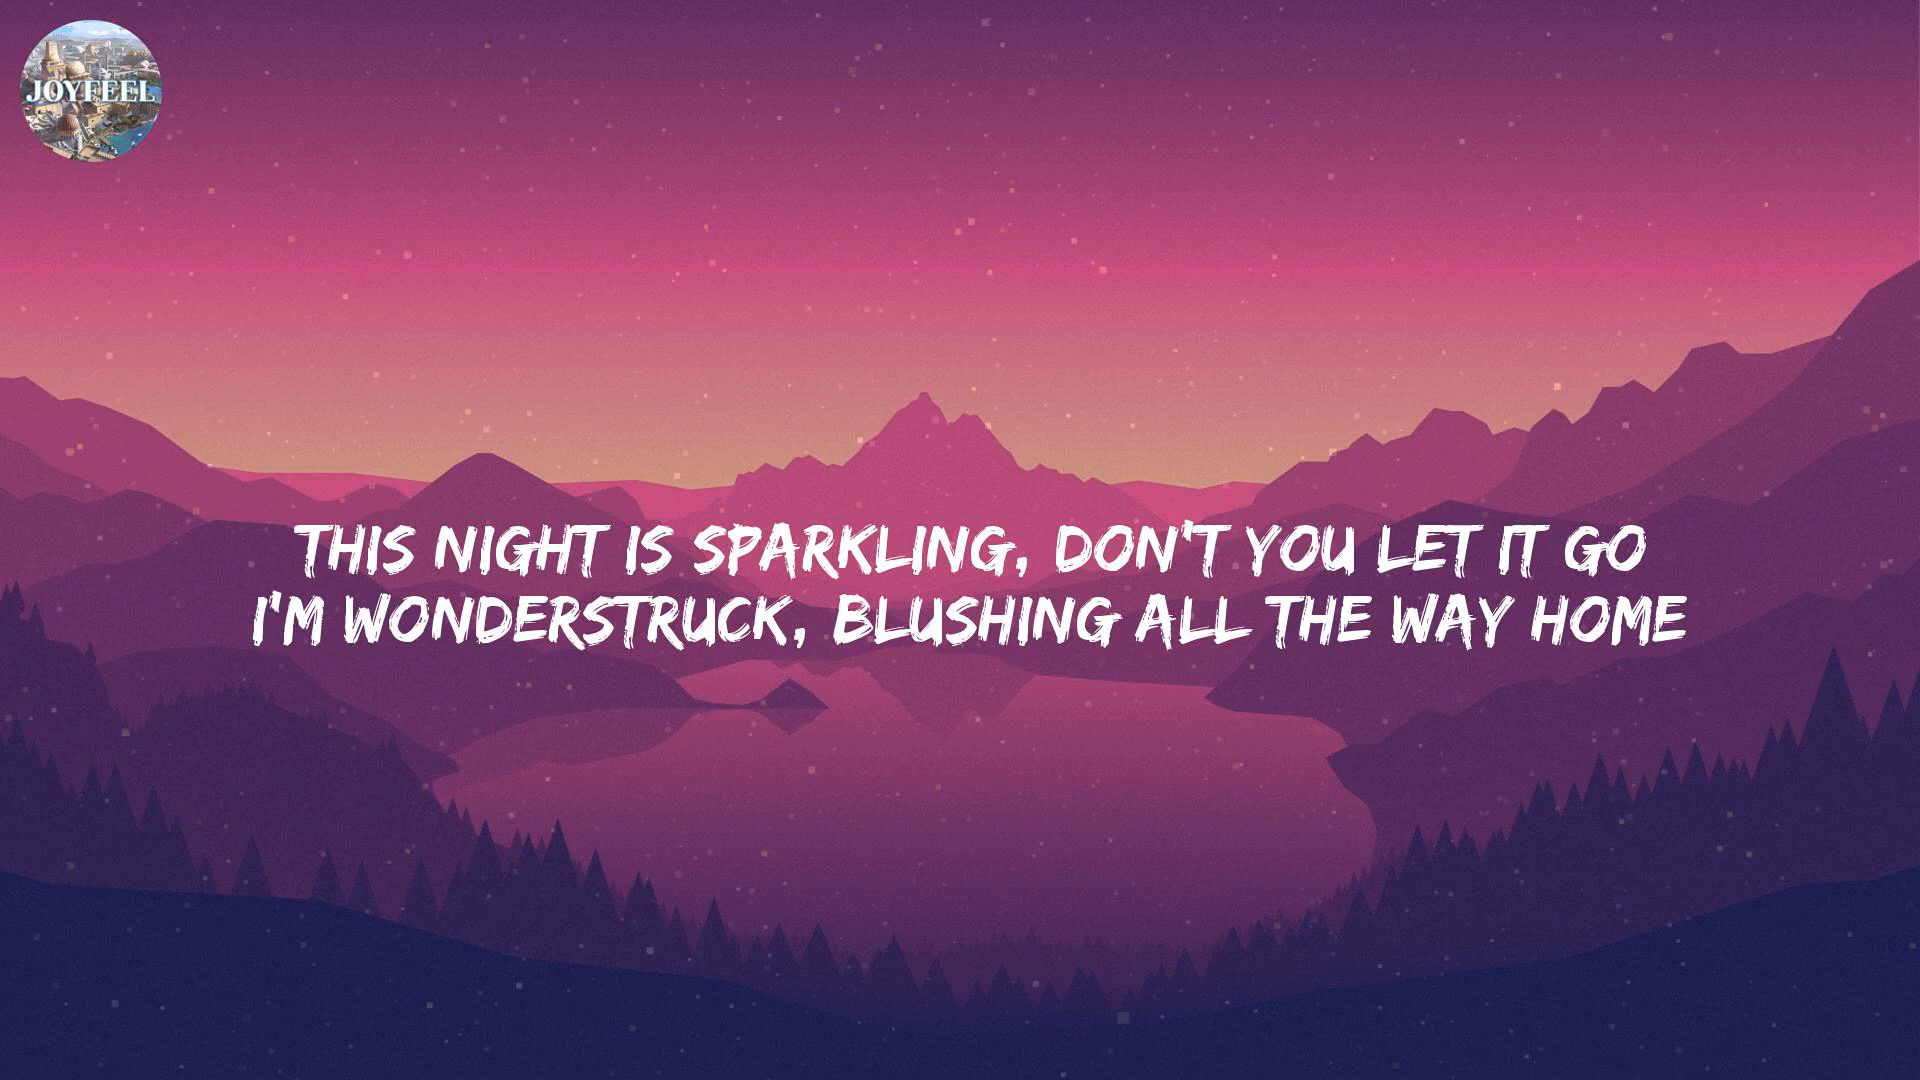 JOYFEEL
THIS NIGHT IS SPARKLING, DON'T YOU LET IT GO
I'M WONDERSTRUCK, BLUSHING ALL THE WAY HOME